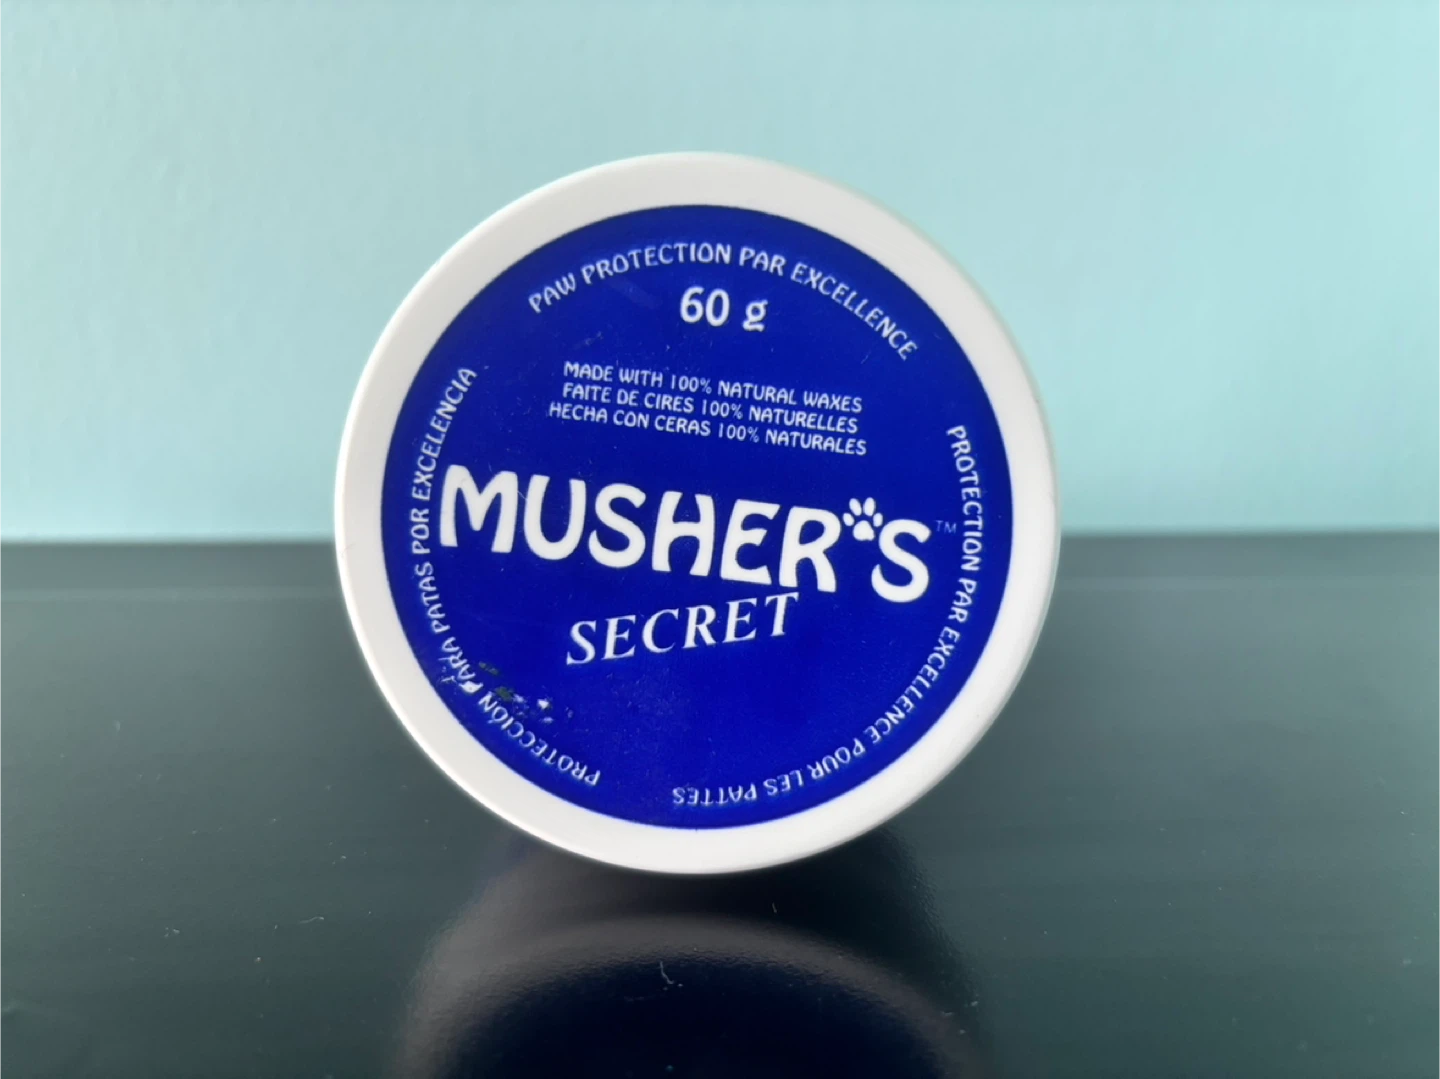 PAW PROTECTION PAR EXCELLENCE
60 g
MADE WITH 100% NATURAL WAXES
FAITE DE CIRES 100% NATURELLES
HECHA CON CERAS 100% NATURALES
MUSHER'S™
SECRET
PROTECTION PAR EXCELLENCE POUR LES PATTES
PROTECCIÓN PARA PATAS POR EXCELENCIA